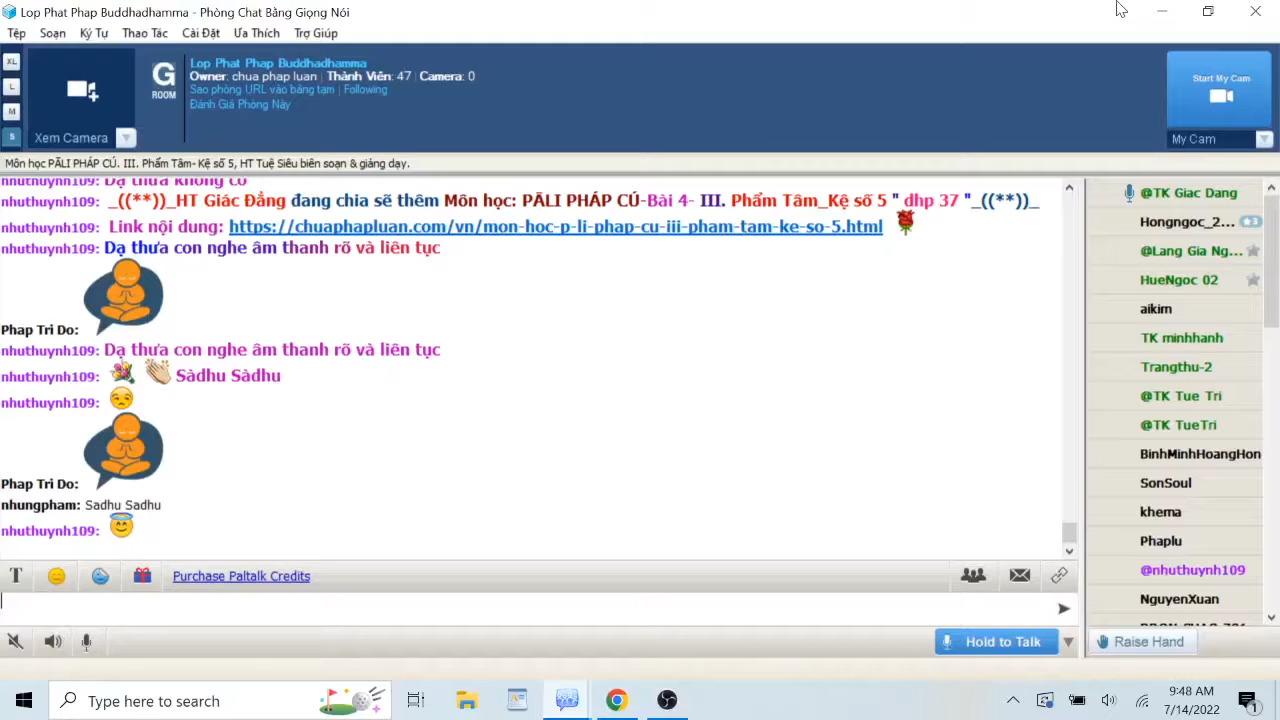 Lop Phat Phap Buddhadhamma - Phòng Chat Bằng Giọng Nói
Tệp Soạn Ký Tự Thao Tác Cài Đặt Ưa Thích Trợ Giúp
XL
L
M
S
Xem Camera
G
ROOM
Lop Phat Phap Buddhadhamma
Owner: chua phap luan | Thành Viên: 47 | Camera: 0
Sao phòng URL vào bảng tạm | Following
Đánh Giá Phòng Này
Start My Cam
My Cam
Môn học PĀLI PHÁP CÚ. III. Phẩm Tâm- Kệ số 5, HT Tuệ Siêu biên soạn & giảng dạy.
nhuthuynh109: Dạ thưa không có
nhuthuynh109: _((**))_HT Giác Đẳng đang chia sẽ thêm Môn học: PĀLI PHÁP CÚ-Bài 4- III. Phẩm Tâm_Kệ số 5 " dhp 37 "_((**))_
nhuthuynh109: Link nội dung: https://chuaphapluan.com/vn/mon-hoc-p-li-phap-cu-iii-pham-tam-ke-so-5.html
nhuthuynh109: Dạ thưa con nghe âm thanh rõ và liên tục
Phap Tri Do:
nhuthuynh109: Dạ thưa con nghe âm thanh rõ và liên tục
nhuthuynh109: Sàdhu Sàdhu
nhuthuynh109:
Phap Tri Do:
nhungpham: Sadhu Sadhu
nhuthuynh109:
@TK Giac Dang
Hongngoc_2... +3
@Lang Gia Ng...
HueNgoc 02
aikim
TK minhhanh
Trangthu-2
@TK Tue Tri
@TK TueTri
BinhMinhHoangHon
SonSoul
khema
Phaplu
@nhuthuynh109
NguyenXuan
T Purchase Paltalk Credits
Hold to Talk
Raise Hand
Type here to search
9:48 AM
7/14/2022
1